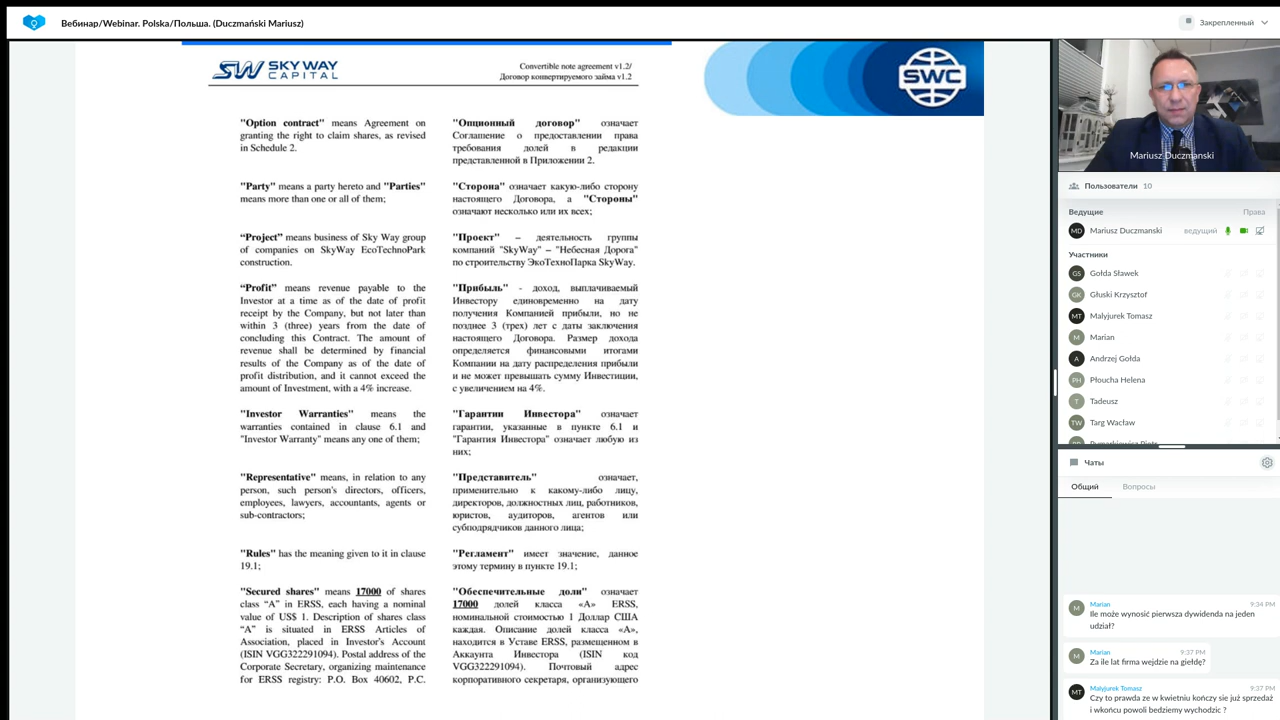 Вебинар/Webinar. Polska/Польша. (Duczmański Mariusz)
Закрепленный
SKY WAY
CAPITAL
Convertible note agreement v1.2/
Договор конвертируемого займа v1.2
SWC
"Option contract" means Agreement on
granting the right to claim shares, as revised
in Schedule 2.
"Party" means a party hereto and "Parties"
means more than one or all of them;
“Project” means business of Sky Way group
of companies on SkyWay EcoTechnoPark
construction.
“Profit” means revenue payable to the
Investor at a time as of the date of profit
receipt by the Company, but not later than
within 3 (three) years from the date of
concluding this Contract. The amount of
revenue shall be determined by financial
results of the Company as of the date of
profit distribution, and it cannot exceed the
amount of Investment, with a 4% increase.
"Investor Warranties" means the
warranties contained in clause 6.1 and
"Investor Warranty" means any one of them;
"Representative" means, in relation to any
person, such person's directors, officers,
employees, lawyers, accountants, agents or
sub-contractors;
"Rules" has the meaning given to it in clause
19.1;
"Secured shares" means 17000 of shares
class “A” in ERSS, each having a nominal
value of US$ 1. Description of shares class
“A” is situated in ERSS Articles of
Association, placed in Investor’s Account
(ISIN VGG322291094). Postal address of the
Corporate Secretary, organizing maintenance
for ERSS registry: P.O. Box 40602, P.C.
"Опционный договор" означает
Соглашение о предоставлении права
требования долей в редакции
представленной в Приложении 2.
"Сторона" означает какую-либо сторону
настоящего Договора, а "Стороны"
означают несколько или их всех;
"Проект" – деятельность группы
компаний "SkyWay" – "Небесная Дорога"
по строительству ЭкоТехноПарка SkyWay.
"Прибыль" - доход, выплачиваемый
Инвестору единовременно на дату
получения Компанией прибыли, но не
позднее 3 (трех) лет с даты заключения
настоящего Договора. Размер дохода
определяется финансовыми итогами
Компании на дату распределения прибыли
и не может превышать сумму Инвестиции,
с увеличением на 4%.
"Гарантии Инвестора" означает
гарантии, указанные в пункте 6.1 и
"Гарантия Инвестора" означает любую из
них;
"Представитель" означает,
применительно к какому-либо лицу,
директоров, должностных лиц, работников,
юристов, аудиторов, агентов или
субподрядчиков данного лица;
"Регламент" имеет значение, данное
этому термину в пункте 19.1;
"Обеспечительные доли" означает
17000 долей класса «А» ERSS,
номинальной стоимостью 1 Доллар США
каждая. Описание долей класса «А»,
находится в Уставе ERSS, размещенном в
Аккаунта Инвестора (ISIN код
VGG322291094). Почтовый адрес
корпоративного секретаря, организующего
Mariusz Duczmanski
Пользователи 10
Ведущие Права
MD Mariusz Duczmanski ведущий
Участники
GS Gołda Sławek
GK Głuski Krzysztof
MT Malyjurek Tomasz
M Marian
A Andrzej Gołda
PH Płoucha Helena
T Tadeusz
TW Targ Wacław
Чаты
Общий Вопросы
M Marian 9:34 PM
Ile może wynosić pierwsza dywidenda na jeden
udział?
M Marian 9:37 PM
Za ile lat firma wejdzie na giełdę?
MT Malyjurek Tomasz 9:37 PM
Czy to prawda ze w kwietniu kończy sie już sprzedaż
i wkońcu powoli bedziemy wychodzic ?